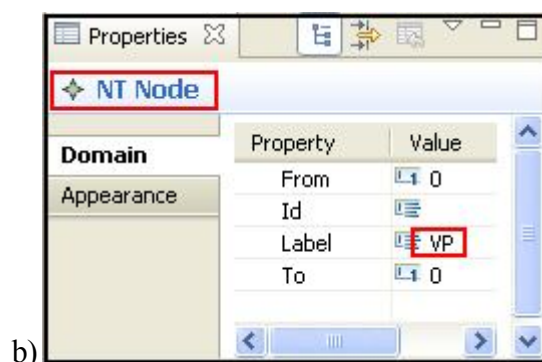 Properties
NT Node
Domain
Appearance
Property Value
From 0
Id
Label VP
To 0
b)